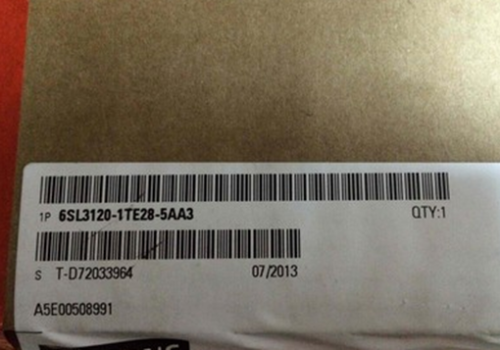 1P 6SL3120-1TE28-5AA3 QTY:1
S T-D72033964 07/2013
A5E00508991